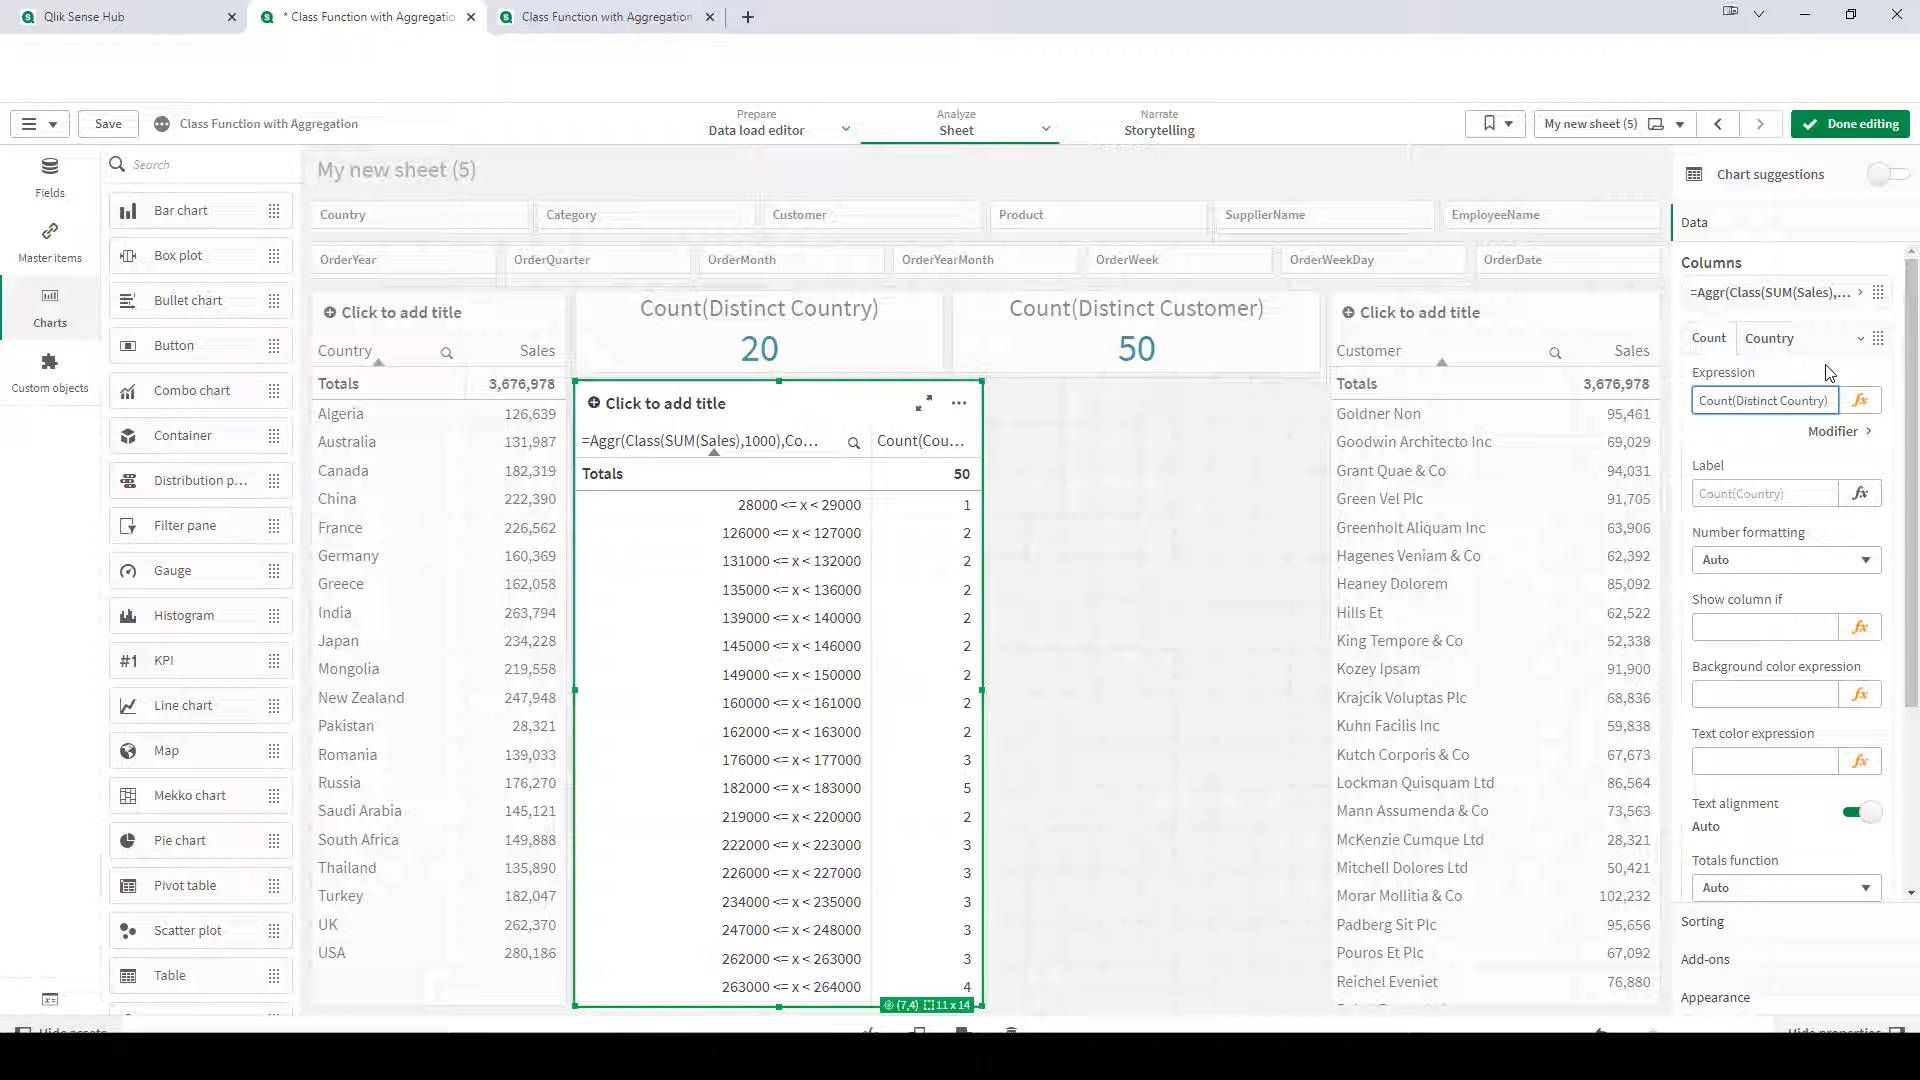 Qlik Sense Hub
* Class Function with Aggregatio
Class Function with Aggregation
Save
Class Function with Aggregation
Prepare
Data load editor
Analyze
Sheet
Narrate
Storytelling
My new sheet (5)
Done editing
Fields
Master items
Charts
Custom objects
Search
Bar chart
Box plot
Bullet chart
Button
Combo chart
Container
Distribution p...
Filter pane
Gauge
Histogram
#1 KPI
Line chart
Map
Mekko chart
Pie chart
Pivot table
Scatter plot
Table
My new sheet (5)
Country
Category
Customer
Product
SupplierName
EmployeeName
OrderYear
OrderQuarter
OrderMonth
OrderYearMonth
OrderWeek
OrderWeekDay
OrderDate
Click to add title
Country Sales
Totals 3,676,978
Algeria 126,639
Australia 131,987
Canada 182,319
China 222,390
France 226,562
Germany 160,369
Greece 162,058
India 263,794
Japan 234,228
Mongolia 219,558
New Zealand 247,948
Pakistan 28,321
Romania 139,033
Russia 176,270
Saudi Arabia 145,121
South Africa 149,888
Thailand 135,890
Turkey 182,047
UK 262,370
USA 280,186
Count(Distinct Country)
20
Count(Distinct Customer)
50
Click to add title
=Aggr(Class(SUM(Sales),1000),Co... Count(Cou...
Totals 50
28000 <= x < 29000 1
126000 <= x < 127000 2
131000 <= x < 132000 2
135000 <= x < 136000 2
139000 <= x < 140000 2
145000 <= x < 146000 2
149000 <= x < 150000 2
160000 <= x < 161000 2
162000 <= x < 163000 2
176000 <= x < 177000 3
182000 <= x < 183000 5
219000 <= x < 220000 2
222000 <= x < 223000 3
226000 <= x < 227000 3
234000 <= x < 235000 3
247000 <= x < 248000 3
262000 <= x < 263000 3
263000 <= x < 264000 4
(7,4) 11 x 14
Click to add title
Customer Sales
Totals 3,676,978
Goldner Non 95,461
Goodwin Architecto Inc 69,029
Grant Quae & Co 94,031
Green Vel Plc 91,705
Greenholt Aliquam Inc 63,906
Hagenes Veniam & Co 62,392
Heaney Dolorem 85,092
Hills Et 62,522
King Tempore & Co 52,338
Kozey Ipsam 91,900
Krajcik Voluptas Plc 68,836
Kuhn Facilis Inc 59,838
Kutch Corporis & Co 67,673
Lockman Quisquam Ltd 86,564
Mann Assumenda & Co 73,563
McKenzie Cumque Ltd 28,321
Mitchell Dolores Ltd 50,421
Morar Mollitia & Co 102,232
Padberg Sit Plc 95,656
Pouros Et Plc 67,092
Reichel Eveniet 76,880
Chart suggestions
Data
Columns
=Aggr(Class(SUM(Sales),...
Count Country
Expression
Count(Distinct Country)
fx
Modifier
Label
Count(Country)
fx
Number formatting
Auto
Show column if
fx
Background color expression
fx
Text color expression
fx
Text alignment
Auto
Totals function
Auto
Sorting
Add-ons
Appearance
Hide assets
Hide properties